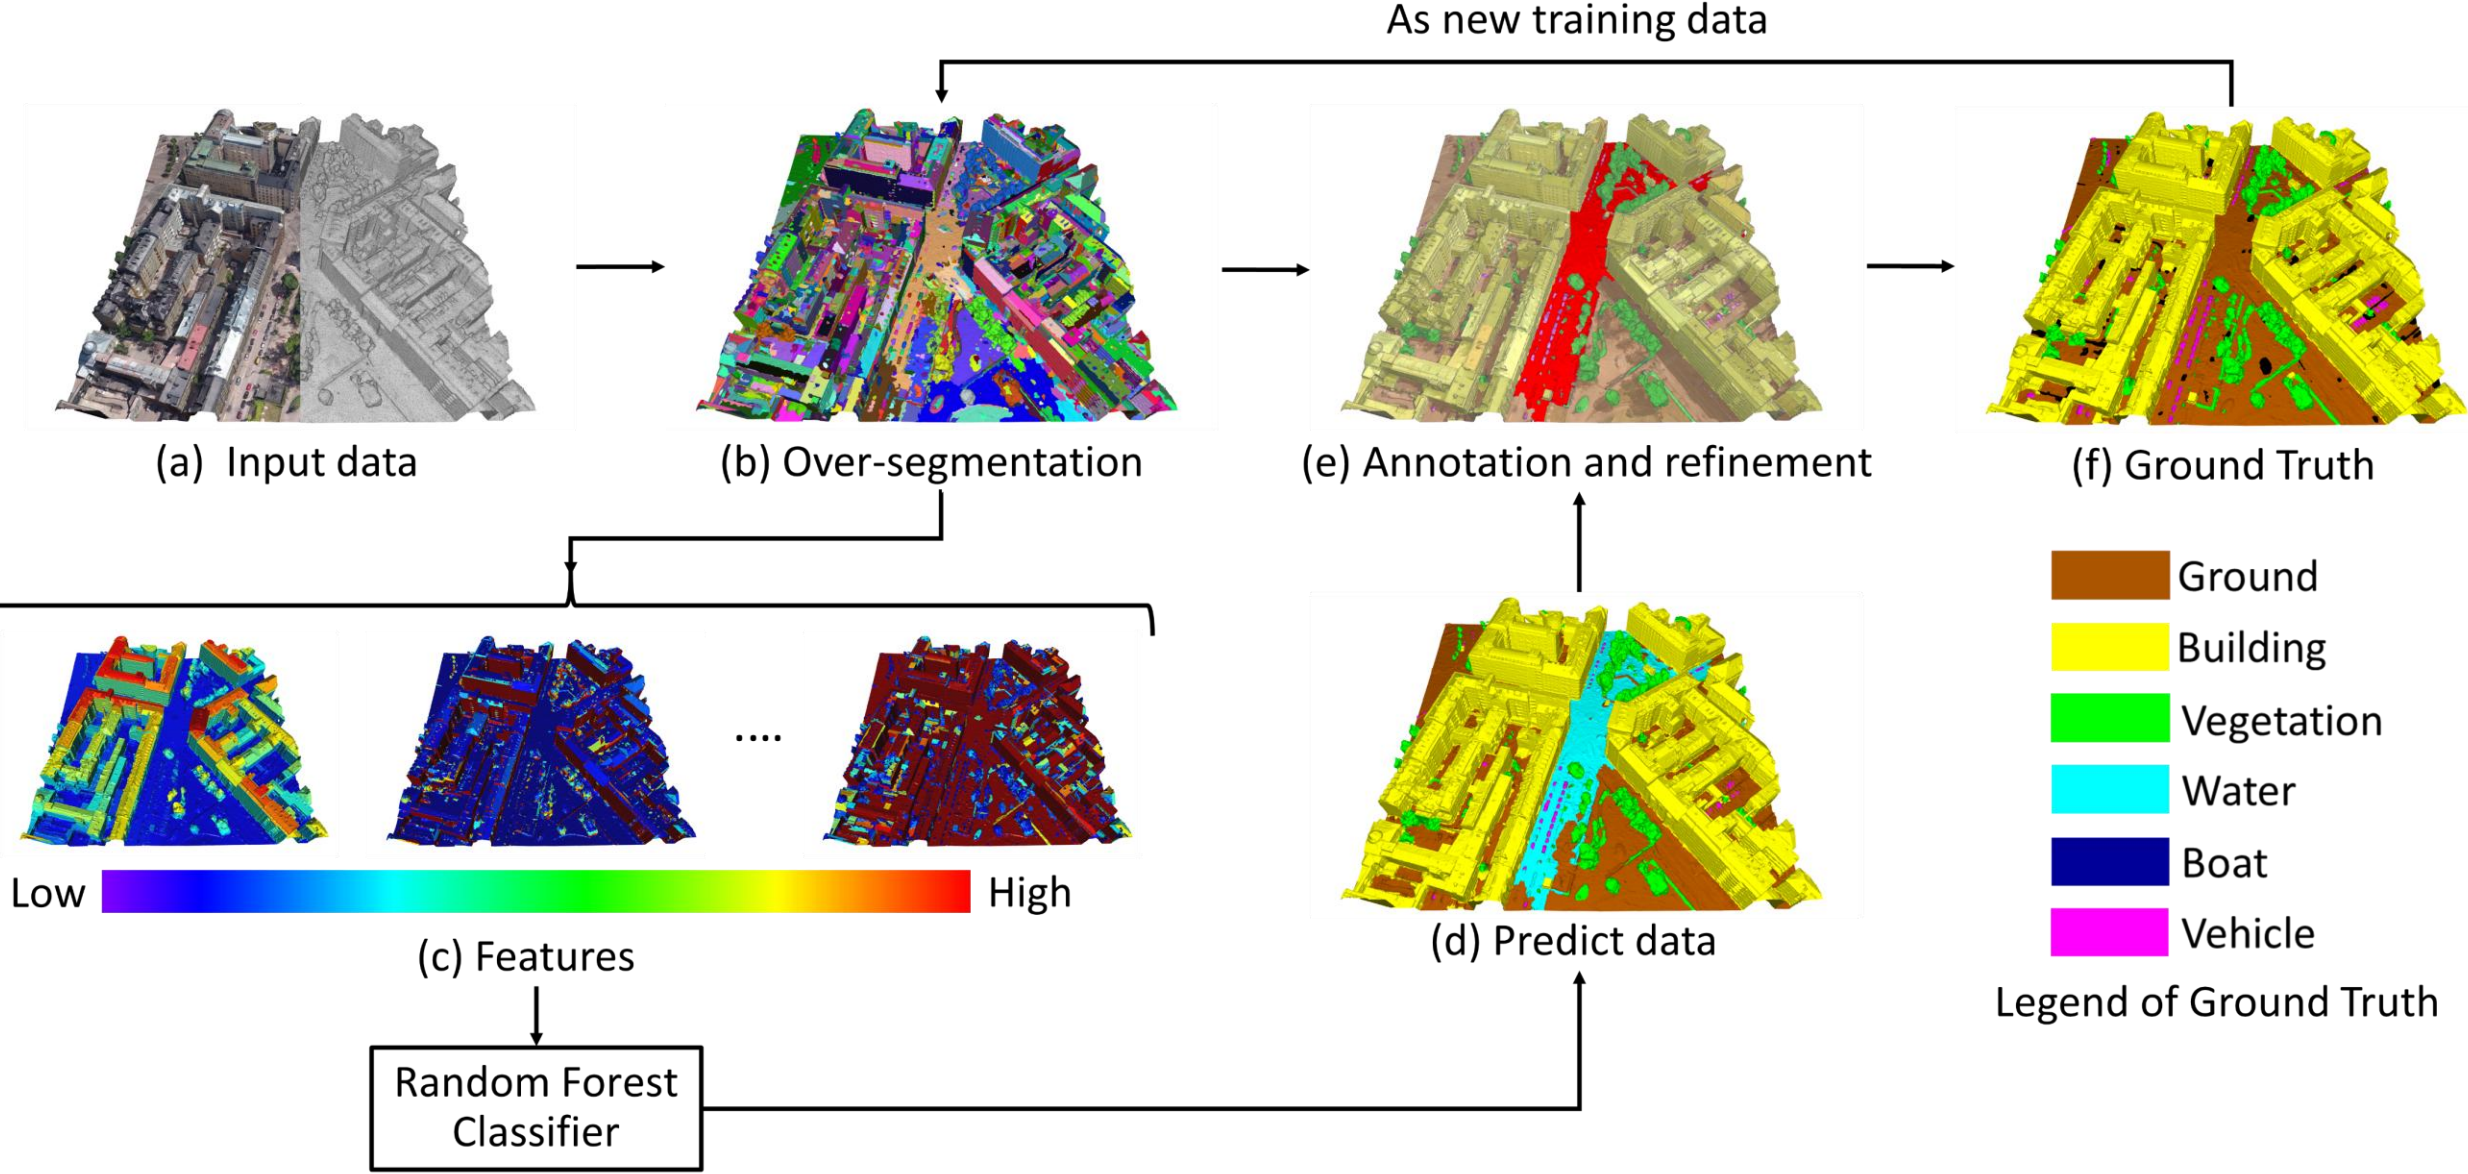 As new training data
(a) Input data
(b) Over-segmentation
(e) Annotation and refinement
(f) Ground Truth
....
Low
High
(c) Features
Random Forest
Classifier
(d) Predict data
Ground
Building
Vegetation
Water
Boat
Vehicle
Legend of Ground Truth